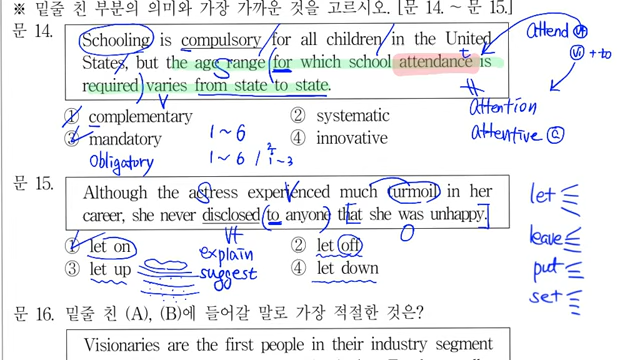 ※ 밑줄 친 부분의 의미와 가장 가까운 것을 고르시오. [문 14. ~ 문 15.]
문 14.
Schooling is compulsory for all children in the United
States, but the age range for which school attendance is
required varies from state to state.
① complementary ② systematic
③ mandatory ④ innovative
Obligatory
1~6
1~6 / 1~3
Attend
+to
Attention
Attentive ⓐ
문 15.
Although the actress experienced much turmoil in her
career, she never disclosed to anyone that she was unhappy.
① let on ② let off
③ let up ④ let down
S
V
Vt
explain
suggest
O
let
leave
put
set
문 16. 밑줄 친 (A), (B)에 들어갈 말로 가장 적절한 것은?
Visionaries are the first people in their industry segment